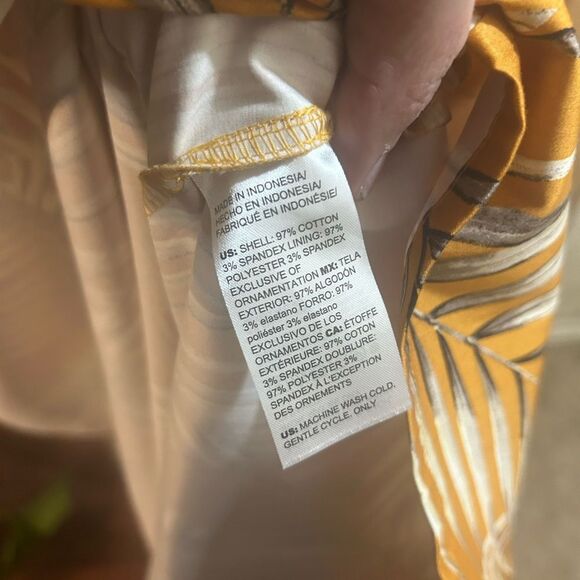 MADE IN INDONESIA/
HECHO EN INDONESIA/
FABRIQUÉ EN INDONÉSIE/
US: SHELL: 97% COTTON
3% SPANDEX LINING: 97%
POLYESTER 3% SPANDEX
EXCLUSIVE OF
ORNAMENTATION MX: TELA
EXTERIOR: 97% ALGODÓN
3% elastano FORRO: 97%
poliéster 3% elastano
EXCLUSIVO DE LOS
ORNAMENTOS CA: ÉTOFFE
EXTÉRIEURE: 97% COTON
3% SPANDEX DOUBLURE:
97% POLYESTER 3%
SPANDEX À L'EXCEPTION
DES ORNEMENTS
US: MACHINE WASH COLD,
GENTLE CYCLE. ONLY